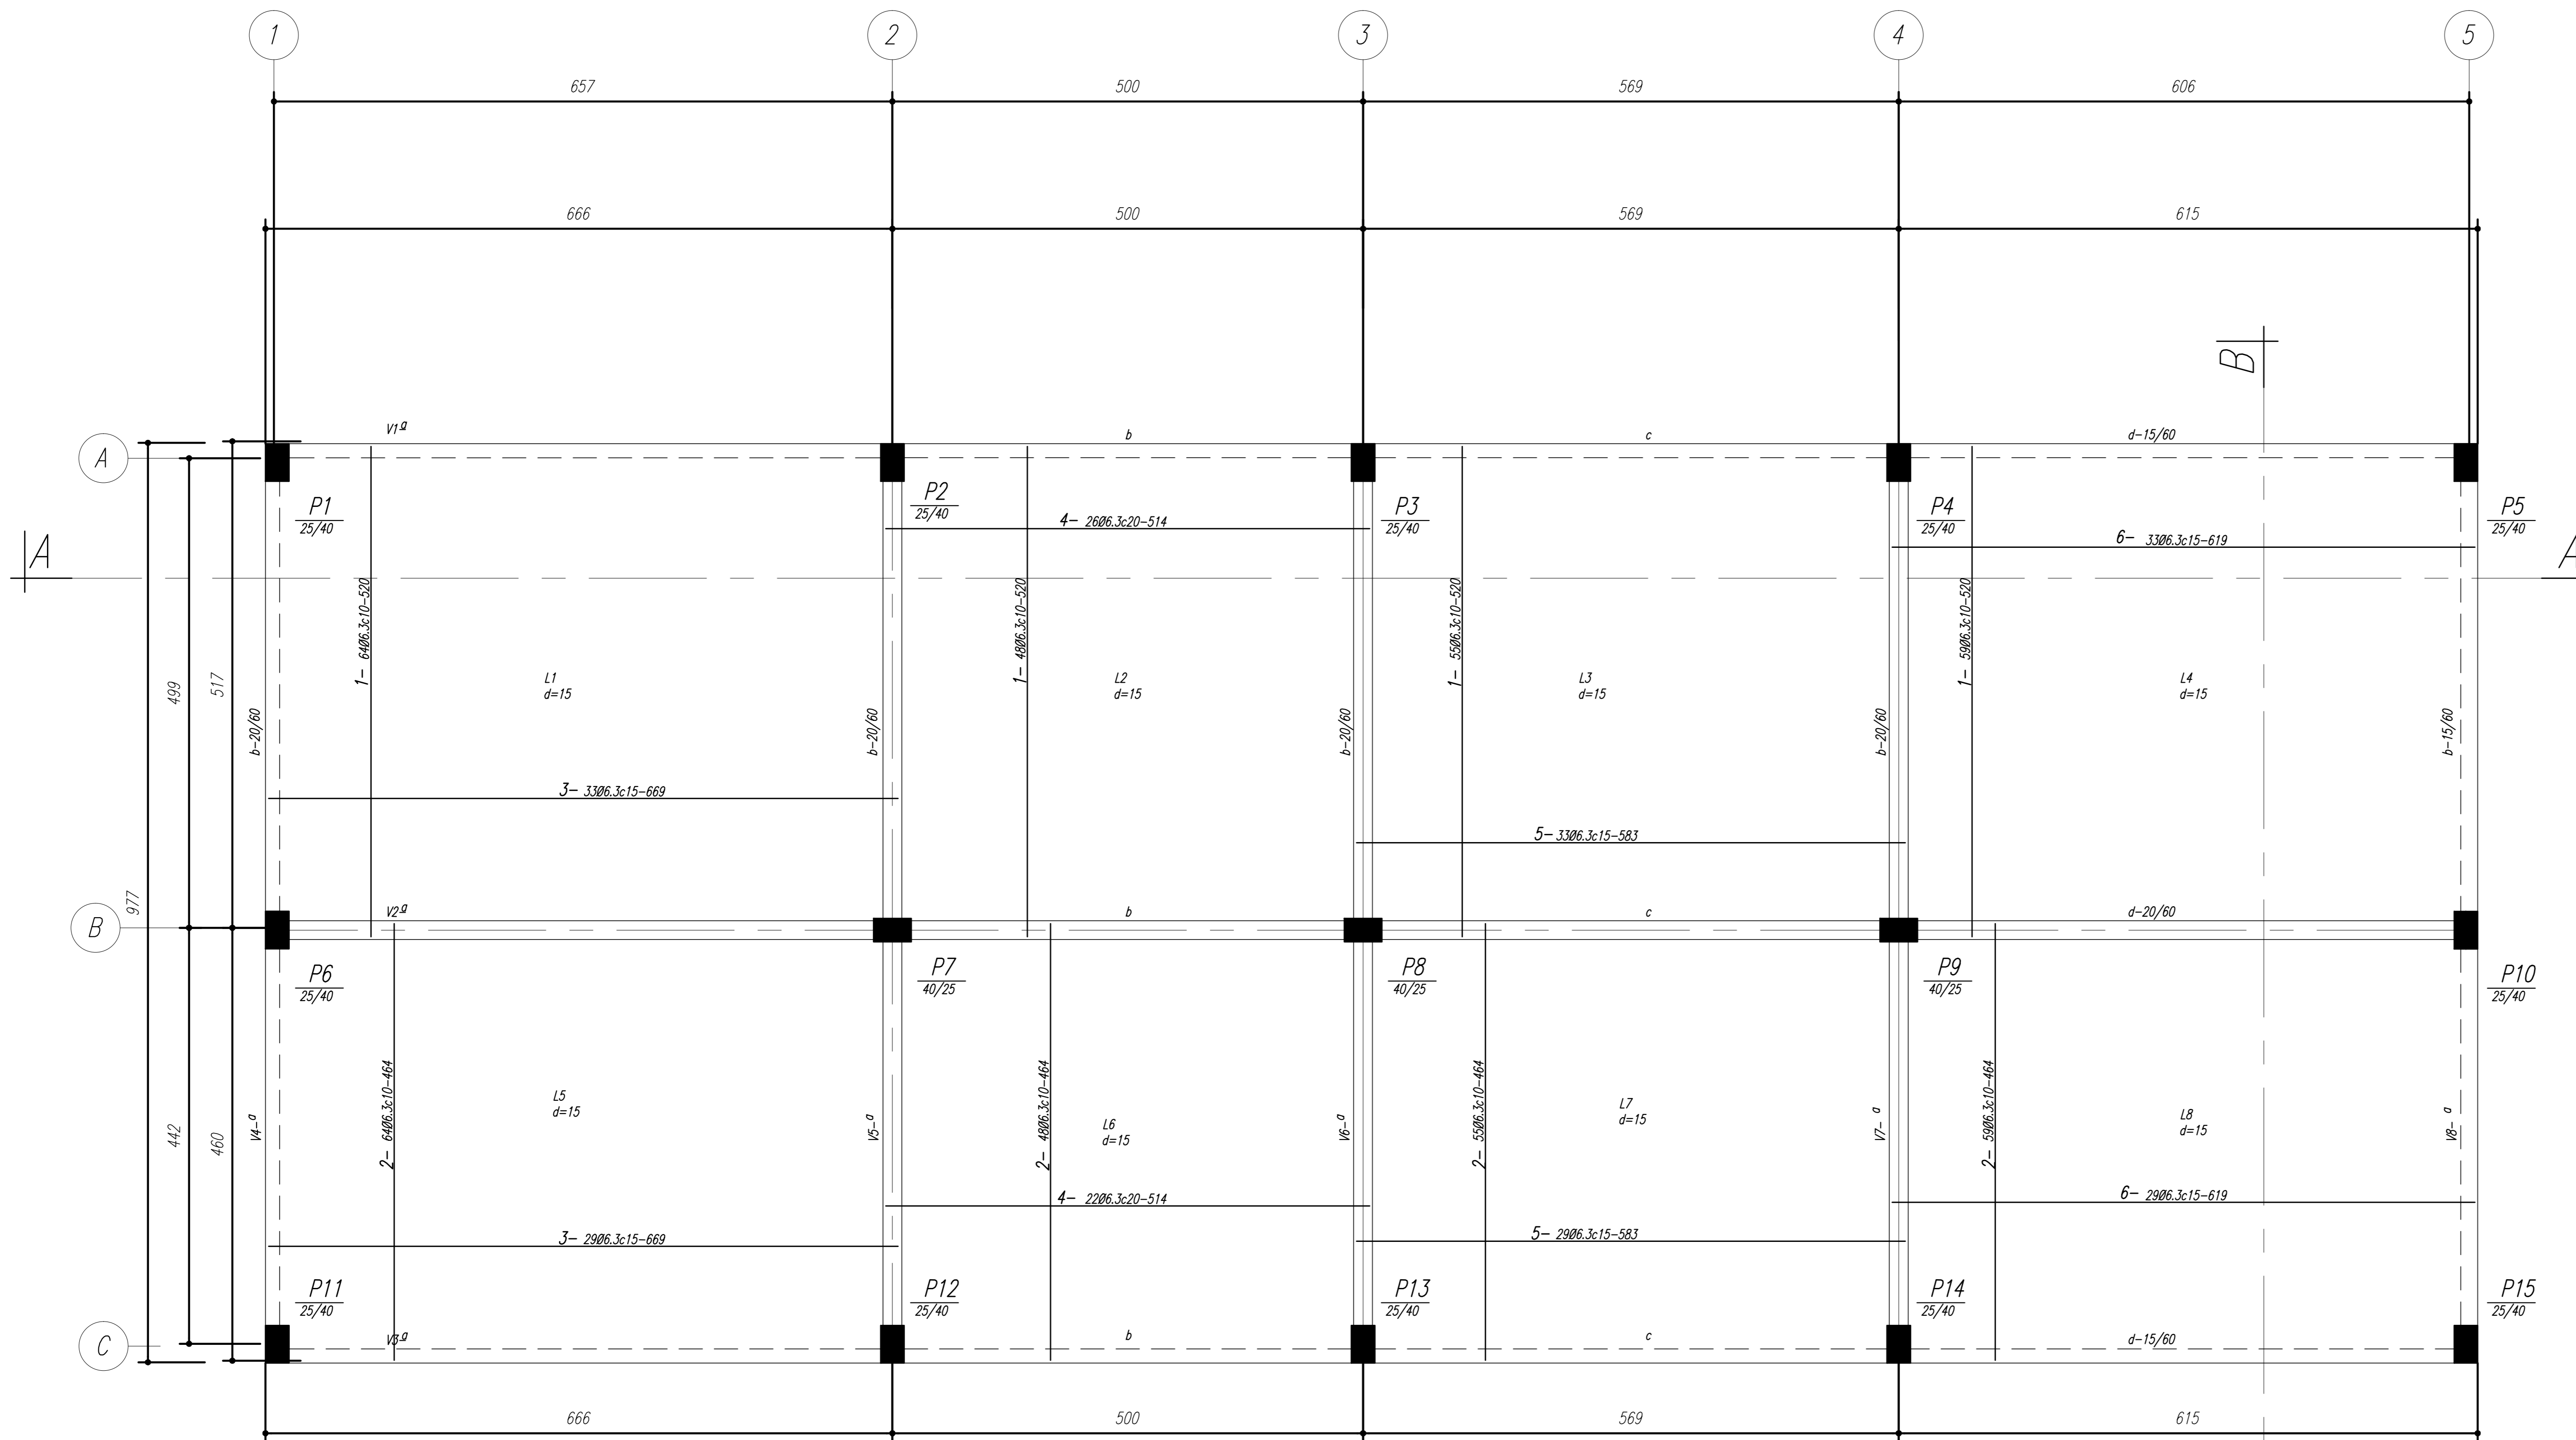 1 2 3 4 5
657 500 569 606
666 500 569 615
B
V1-a b c d-15/60
A
P1
25/40
P2
25/40
P3
25/40
P4
25/40
P5
25/40
4- 26Ø6.3c20-514
6- 33Ø6.3c15-619
A A
1- 64Ø6.3c10-520
1- 48Ø6.3c10-520
1- 55Ø6.3c10-520
1- 59Ø6.3c10-520
L1
d=15
L2
d=15
L3
d=15
L4
d=15
499 517
b-20/60 b-20/60 b-20/60 b-20/60 b-15/60
3- 33Ø6.3c15-669
5- 33Ø6.3c15-583
977
V2-a b c d-20/60
B
P6
25/40
P7
40/25
P8
40/25
P9
40/25
P10
25/40
2- 64Ø6.3c10-464
2- 48Ø6.3c10-464
2- 55Ø6.3c10-464
2- 59Ø6.3c10-464
L5
d=15
L6
d=15
L7
d=15
L8
d=15
442 460
V4-a V5-a V6-a V7- a V8- a
4- 22Ø6.3c20-514
6- 29Ø6.3c15-619
3- 29Ø6.3c15-669
5- 29Ø6.3c15-583
P11
25/40
P12
25/40
P13
25/40
P14
25/40
P15
25/40
C
V3-a b c d-15/60
666 500 569 615